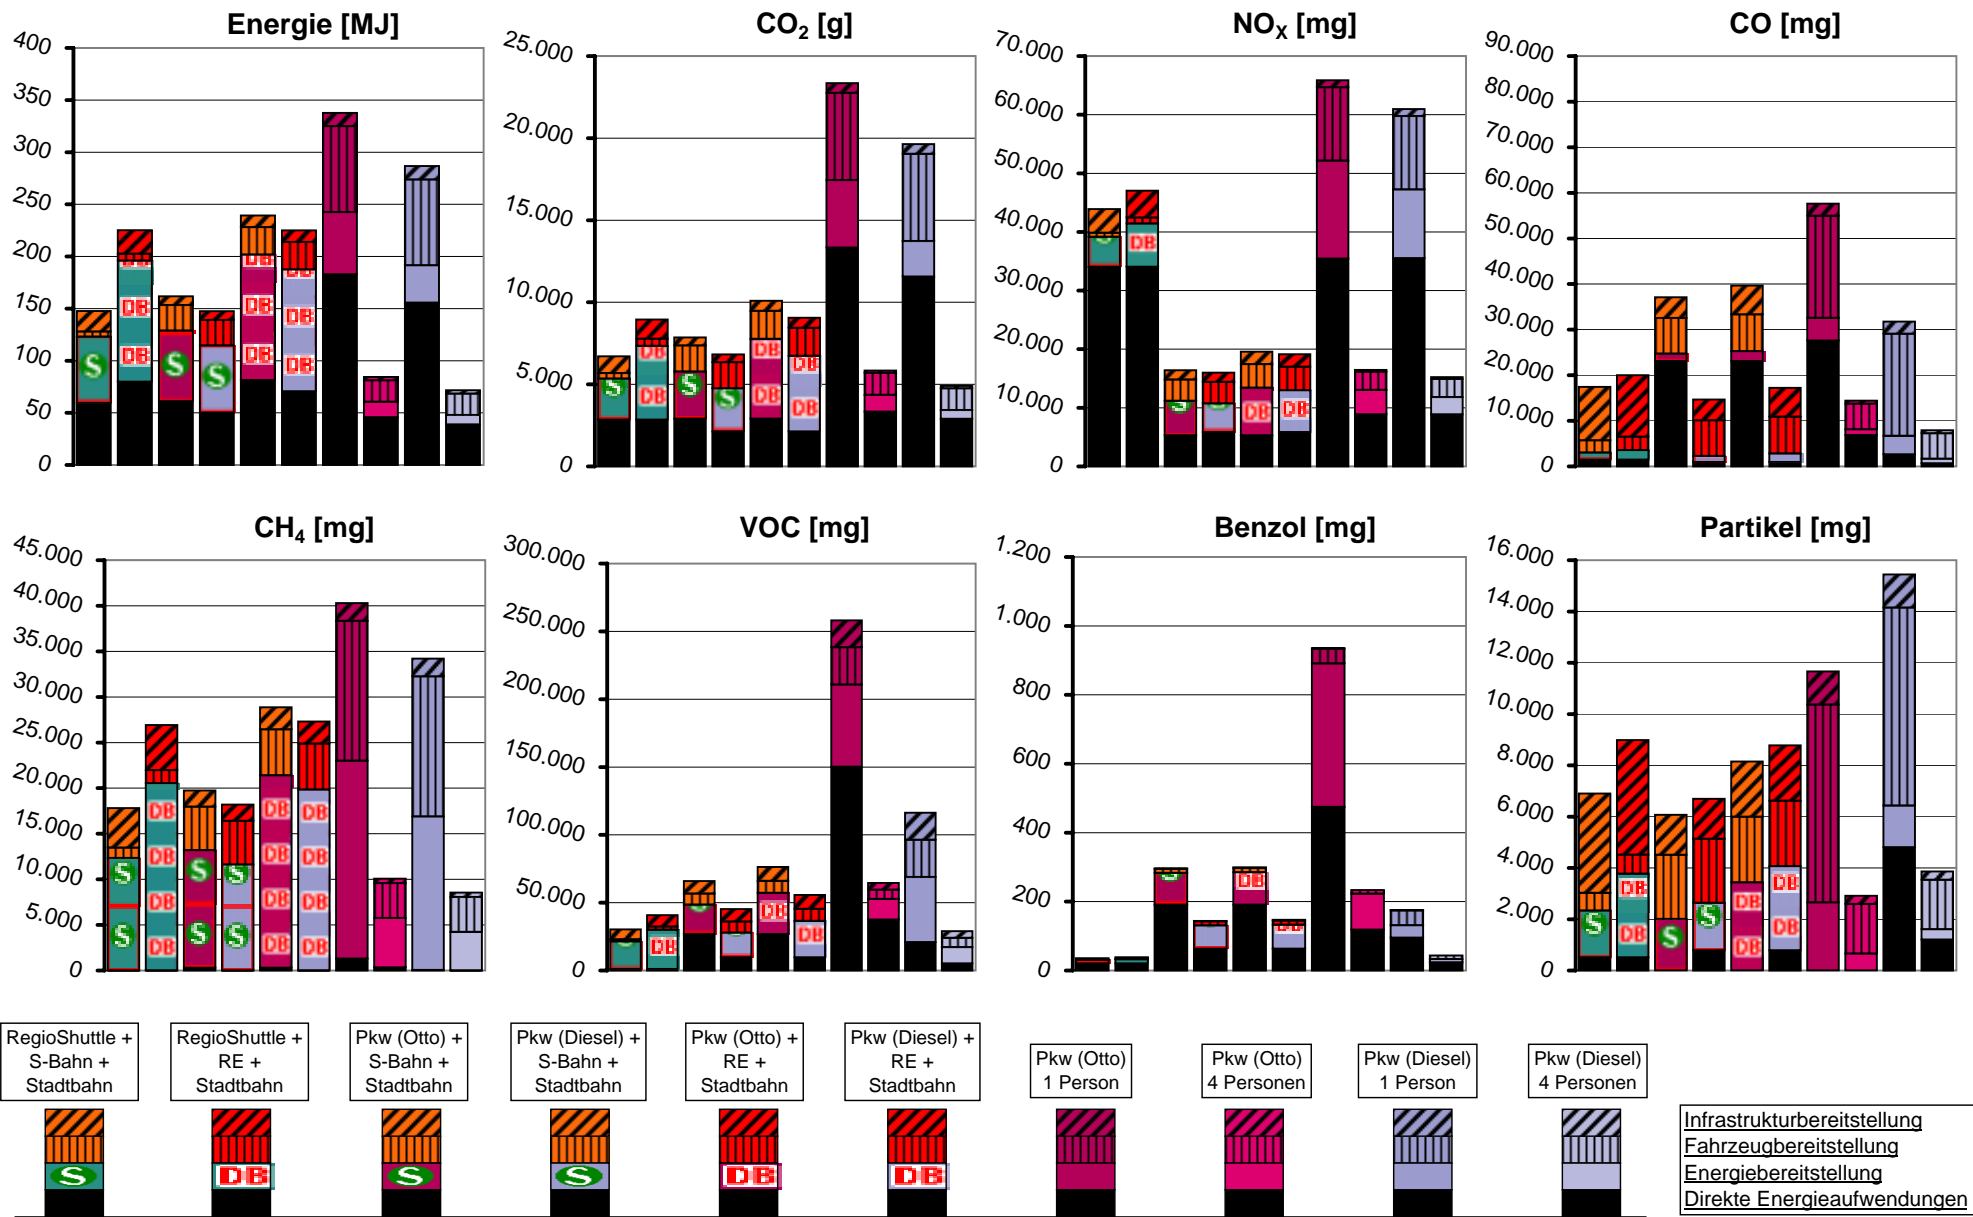 Energie [MJ]
400
350
300
250
200
150
100
50
0
CO2 [g]
25.000
20.000
15.000
10.000
5.000
0
NOX [mg]
70.000
60.000
50.000
40.000
30.000
20.000
10.000
0
CO [mg]
90.000
80.000
70.000
60.000
50.000
40.000
30.000
20.000
10.000
0
CH4 [mg]
45.000
40.000
35.000
30.000
25.000
20.000
15.000
10.000
5.000
0
VOC [mg]
300.000
250.000
200.000
150.000
100.000
50.000
0
Benzol [mg]
1.200
1.000
800
600
400
200
0
Partikel [mg]
16.000
14.000
12.000
10.000
8.000
6.000
4.000
2.000
0
RegioShuttle +
S-Bahn +
Stadtbahn
RegioShuttle +
RE +
Stadtbahn
Pkw (Otto) +
S-Bahn +
Stadtbahn
Pkw (Diesel) +
S-Bahn +
Stadtbahn
Pkw (Otto) +
RE +
Stadtbahn
Pkw (Diesel) +
RE +
Stadtbahn
Pkw (Otto)
1 Person
Pkw (Otto)
4 Personen
Pkw (Diesel)
1 Person
Pkw (Diesel)
4 Personen
S
DB
S
S
DB
DB
Infrastrukturbereitstellung
Fahrzeugbereitstellung
Energiebereitstellung
Direkte Energieaufwendungen